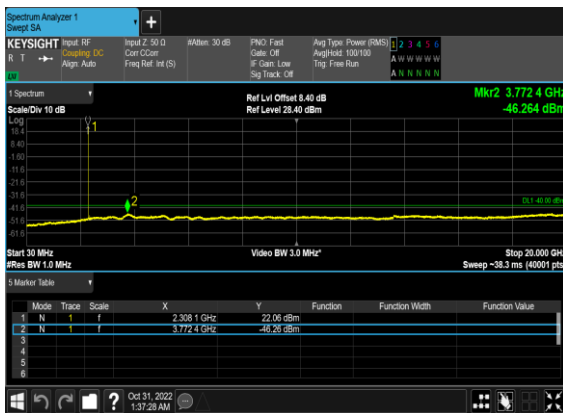 Spectrum Analyzer 1
Swept SA
KEYSIGHT Input: RF Input Z: 50 Ω #Atten: 30 dB PNO: Fast Avg Type: Power (RMS) 1 2 3 4 5 6
R T Coupling: DC Corr CCorr Gate: Off Avg|Hold: 100/100 A W W W W W
Align: Auto Freq Ref: Int (S) IF Gain: Low Trig: Free Run
Sig Track: Off A N N N N N
LXI
1 Spectrum Ref Lvl Offset 8.40 dB Mkr2 3.772 4 GHz
Scale/Div 10 dB Ref Level 28.40 dBm -46.264 dBm
Log
18.4
8.40
-1.60
-11.6
-21.6
-31.6
-41.6
-51.6
-61.6
1
2
DL1 -40.00 dBm
Start 30 MHz Video BW 3.0 MHz* Stop 20.000 GHz
#Res BW 1.0 MHz Sweep ~38.3 ms (40001 pts)
5 Marker Table
Mode Trace Scale X Y Function Function Width Function Value
1 N 1 f 2.308 1 GHz 22.06 dBm
2 N 1 f 3.772 4 GHz -46.26 dBm
3
4
5
6
Oct 31, 2022
1:37:28 AM